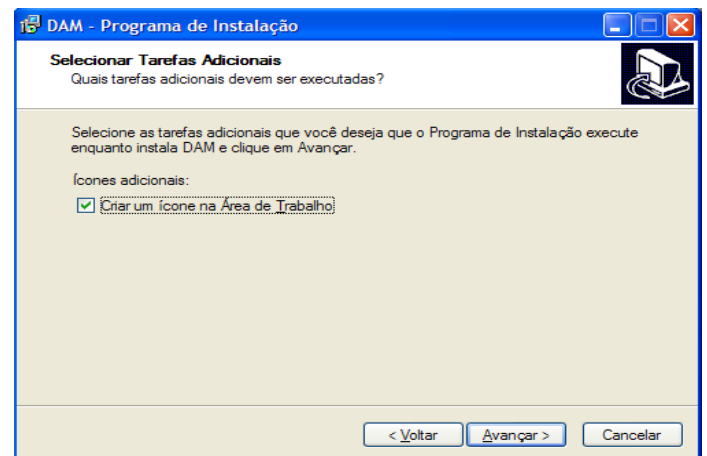 DAM - Programa de Instalação
Selecionar Tarefas Adicionais
Quais tarefas adicionais devem ser executadas?
Selecione as tarefas adicionais que você deseja que o Programa de Instalação execute
enquanto instala DAM e clique em Avançar.
Ícones adicionais:
Criar um ícone na Área de Trabalho
< Voltar Avançar > Cancelar